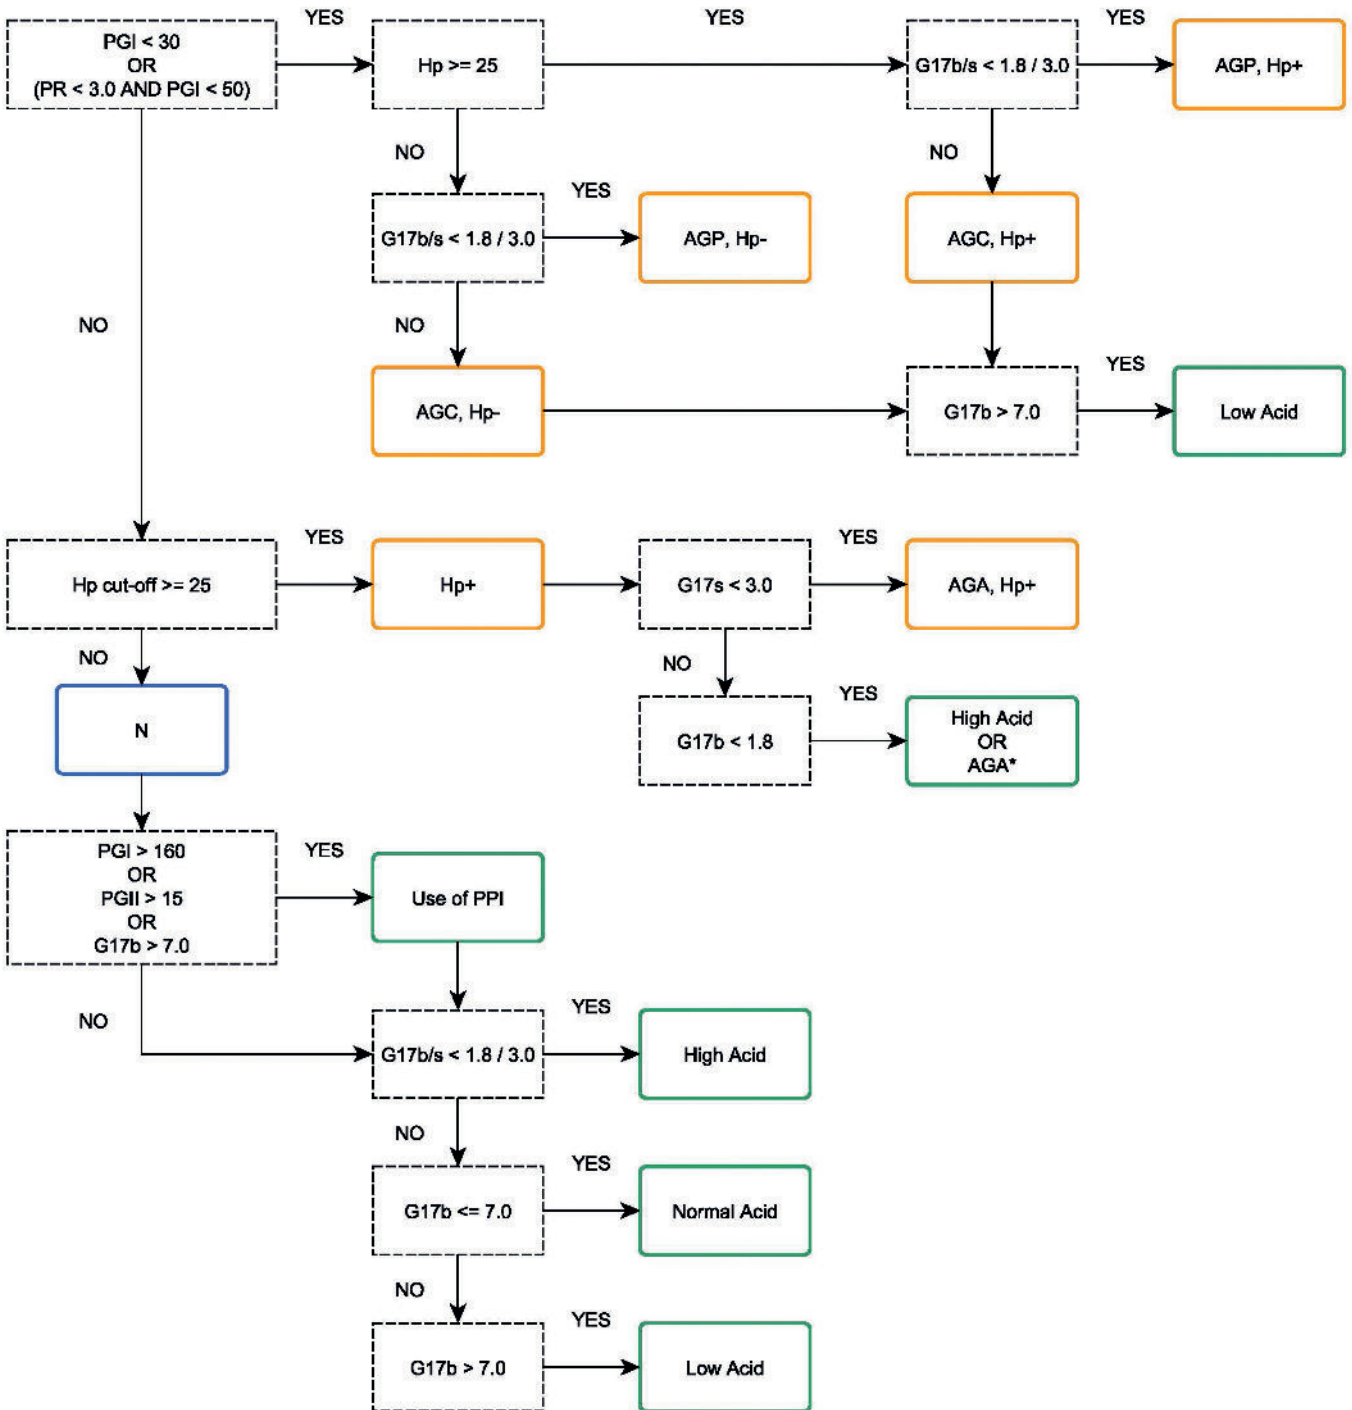 YES
YES
YES
PGI < 30
OR
(PR < 3.0 AND PGI < 50)
Hp >= 25
G17b/s < 1.8 / 3.0
AGP, Hp+
NO
NO
YES
G17b/s < 1.8 / 3.0
AGP, Hp-
AGC, Hp+
NO
NO
YES
AGC, Hp-
G17b > 7.0
Low Acid
YES
YES
Hp cut-off >= 25
Hp+
G17s < 3.0
AGA, Hp+
NO
NO
YES
N
G17b < 1.8
High Acid
OR
AGA*
PGI > 160
OR
PGII > 15
OR
G17b > 7.0
YES
Use of PPI
NO
YES
G17b/s < 1.8 / 3.0
High Acid
NO
YES
G17b <= 7.0
Normal Acid
NO
YES
G17b > 7.0
Low Acid